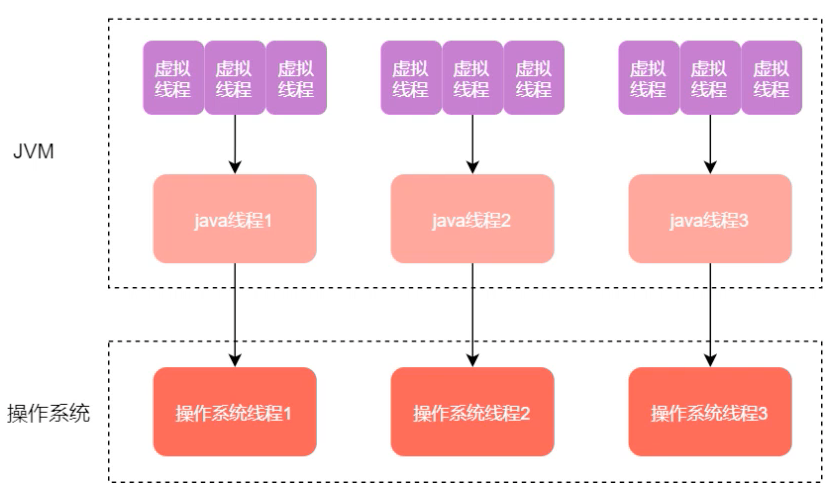 虚拟
线程
虚拟
线程
虚拟
线程
虚拟
线程
虚拟
线程
虚拟
线程
虚拟
线程
虚拟
线程
虚拟
线程
JVM
java线程1
java线程2
java线程3
操作系统
操作系统线程1
操作系统线程2
操作系统线程3